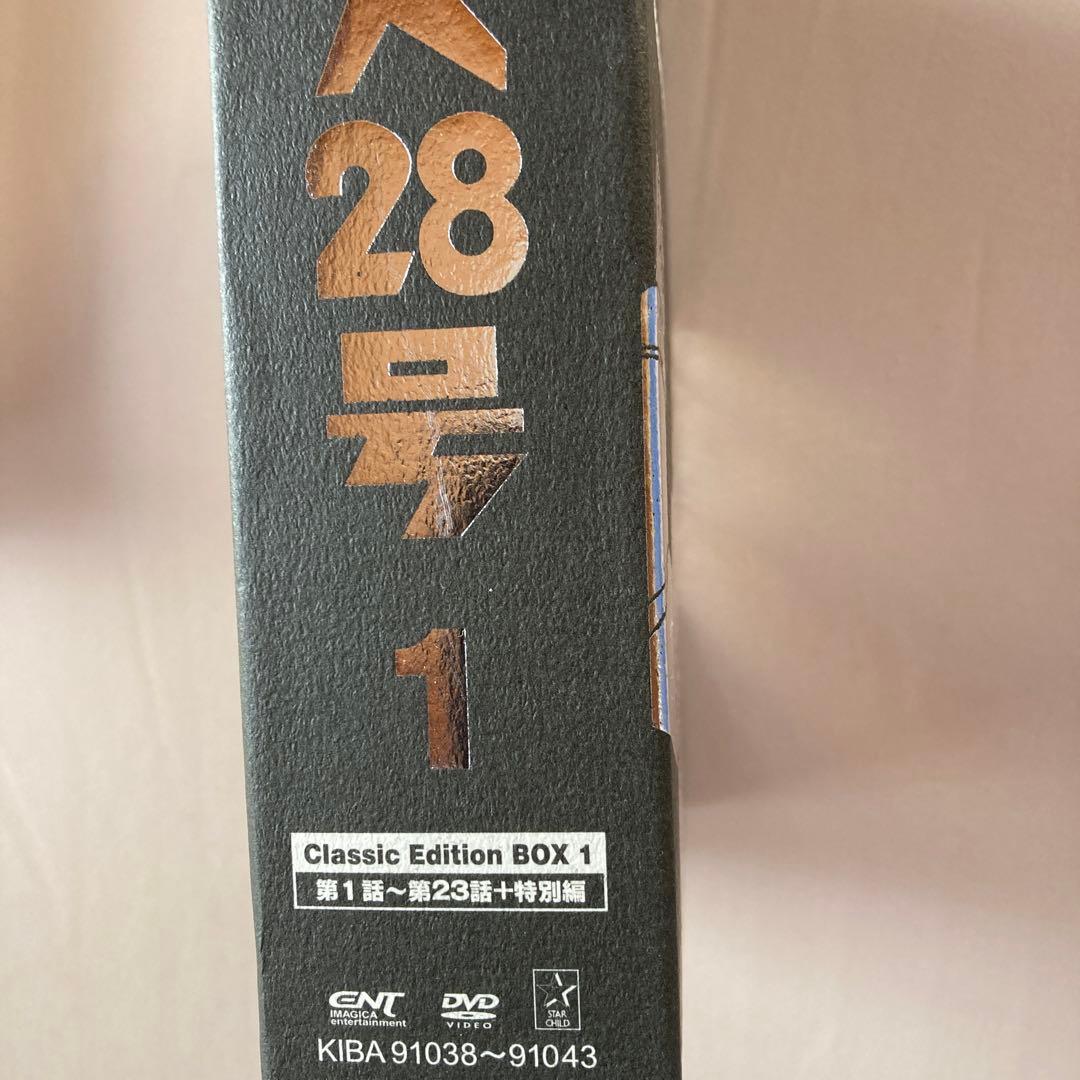 人
28
号
1
Classic Edition BOX 1
第1話～第23話＋特別編
ENT
IMAGICA
entertainment
DVD
VIDEO
STAR
CHILD
KIBA 91038～91043